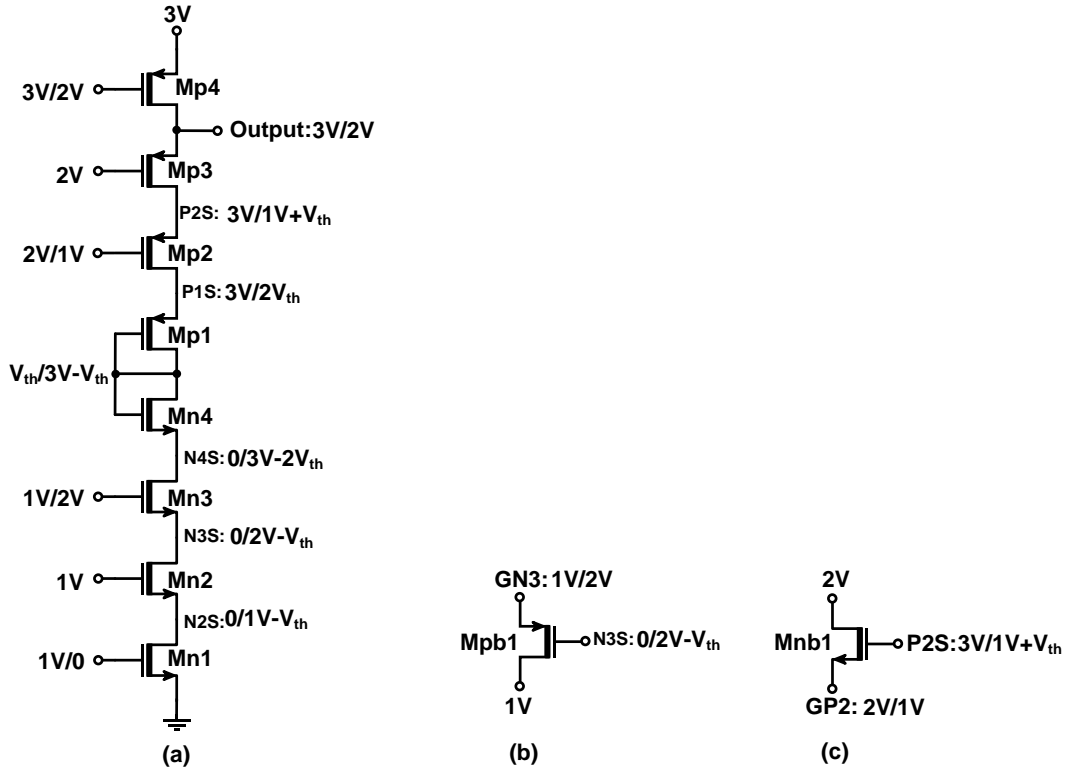 3V
3V/2V
Mp4
Output:3V/2V
2V
Mp3
P2S: 3V/1V+Vth
2V/1V
Mp2
P1S: 3V/2Vth
Mp1
Vth/3V-Vth
Mn4
N4S: 0/3V-2Vth
1V/2V
Mn3
N3S: 0/2V-Vth
1V
Mn2
N2S: 0/1V-Vth
1V/0
Mn1
(a)
GN3: 1V/2V
Mpb1
N3S: 0/2V-Vth
1V
(b)
2V
Mnb1
P2S:3V/1V+Vth
GP2: 2V/1V
(c)